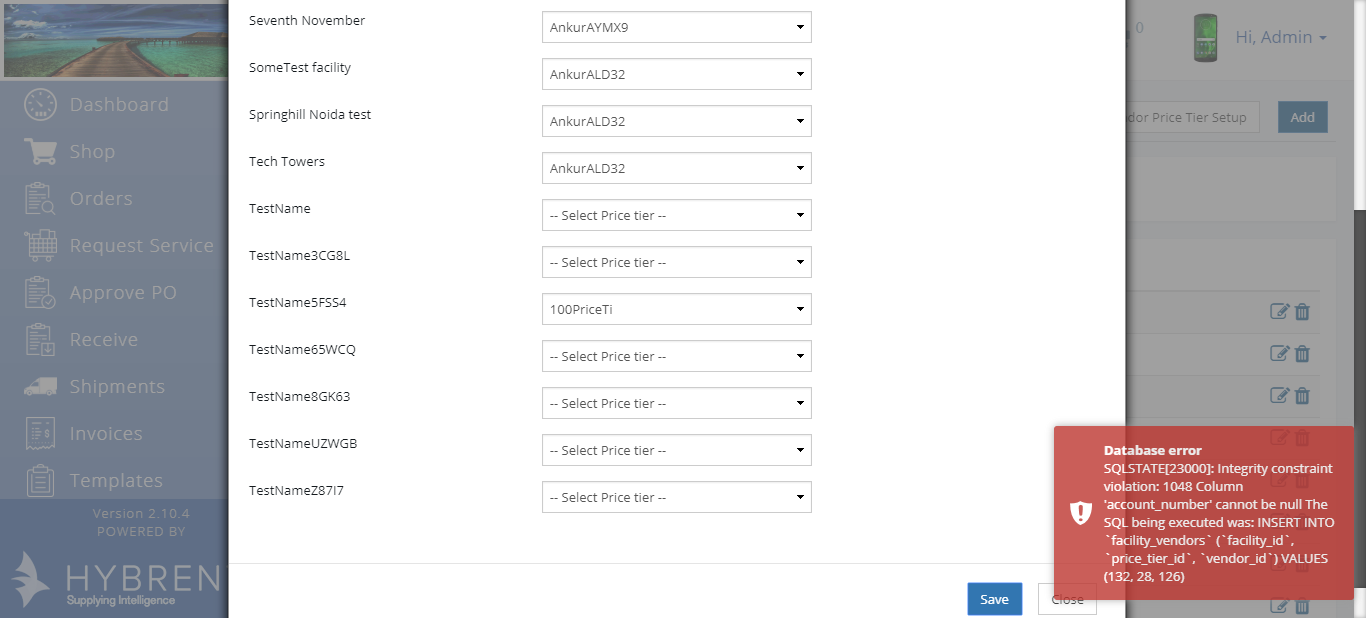 Seventh November
AnkurAYMX9
SomeTest facility
AnkurALD32
Springhill Noida test
AnkurALD32
Tech Towers
AnkurALD32
TestName
-- Select Price tier --
TestName3CG8L
-- Select Price tier --
TestName5FSS4
100PriceTi
TestName65WCQ
-- Select Price tier --
TestName8GK63
-- Select Price tier --
TestNameUZWGB
-- Select Price tier --
TestNameZ87I7
-- Select Price tier --
Save
Close
0
Hi, Admin
dor Price Tier Setup
Add
Dashboard
Shop
Orders
Request Service
Approve PO
Receive
Shipments
Invoices
Templates
Version 2.10.4
POWERED BY
HYBREN
Supplying Intelligence
Database error
SQLSTATE[23000]: Integrity constraint
violation: 1048 Column
'account_number' cannot be null The
SQL being executed was: INSERT INTO
`facility_vendors` (`facility_id`,
`price_tier_id`, `vendor_id`) VALUES
(132, 28, 126)